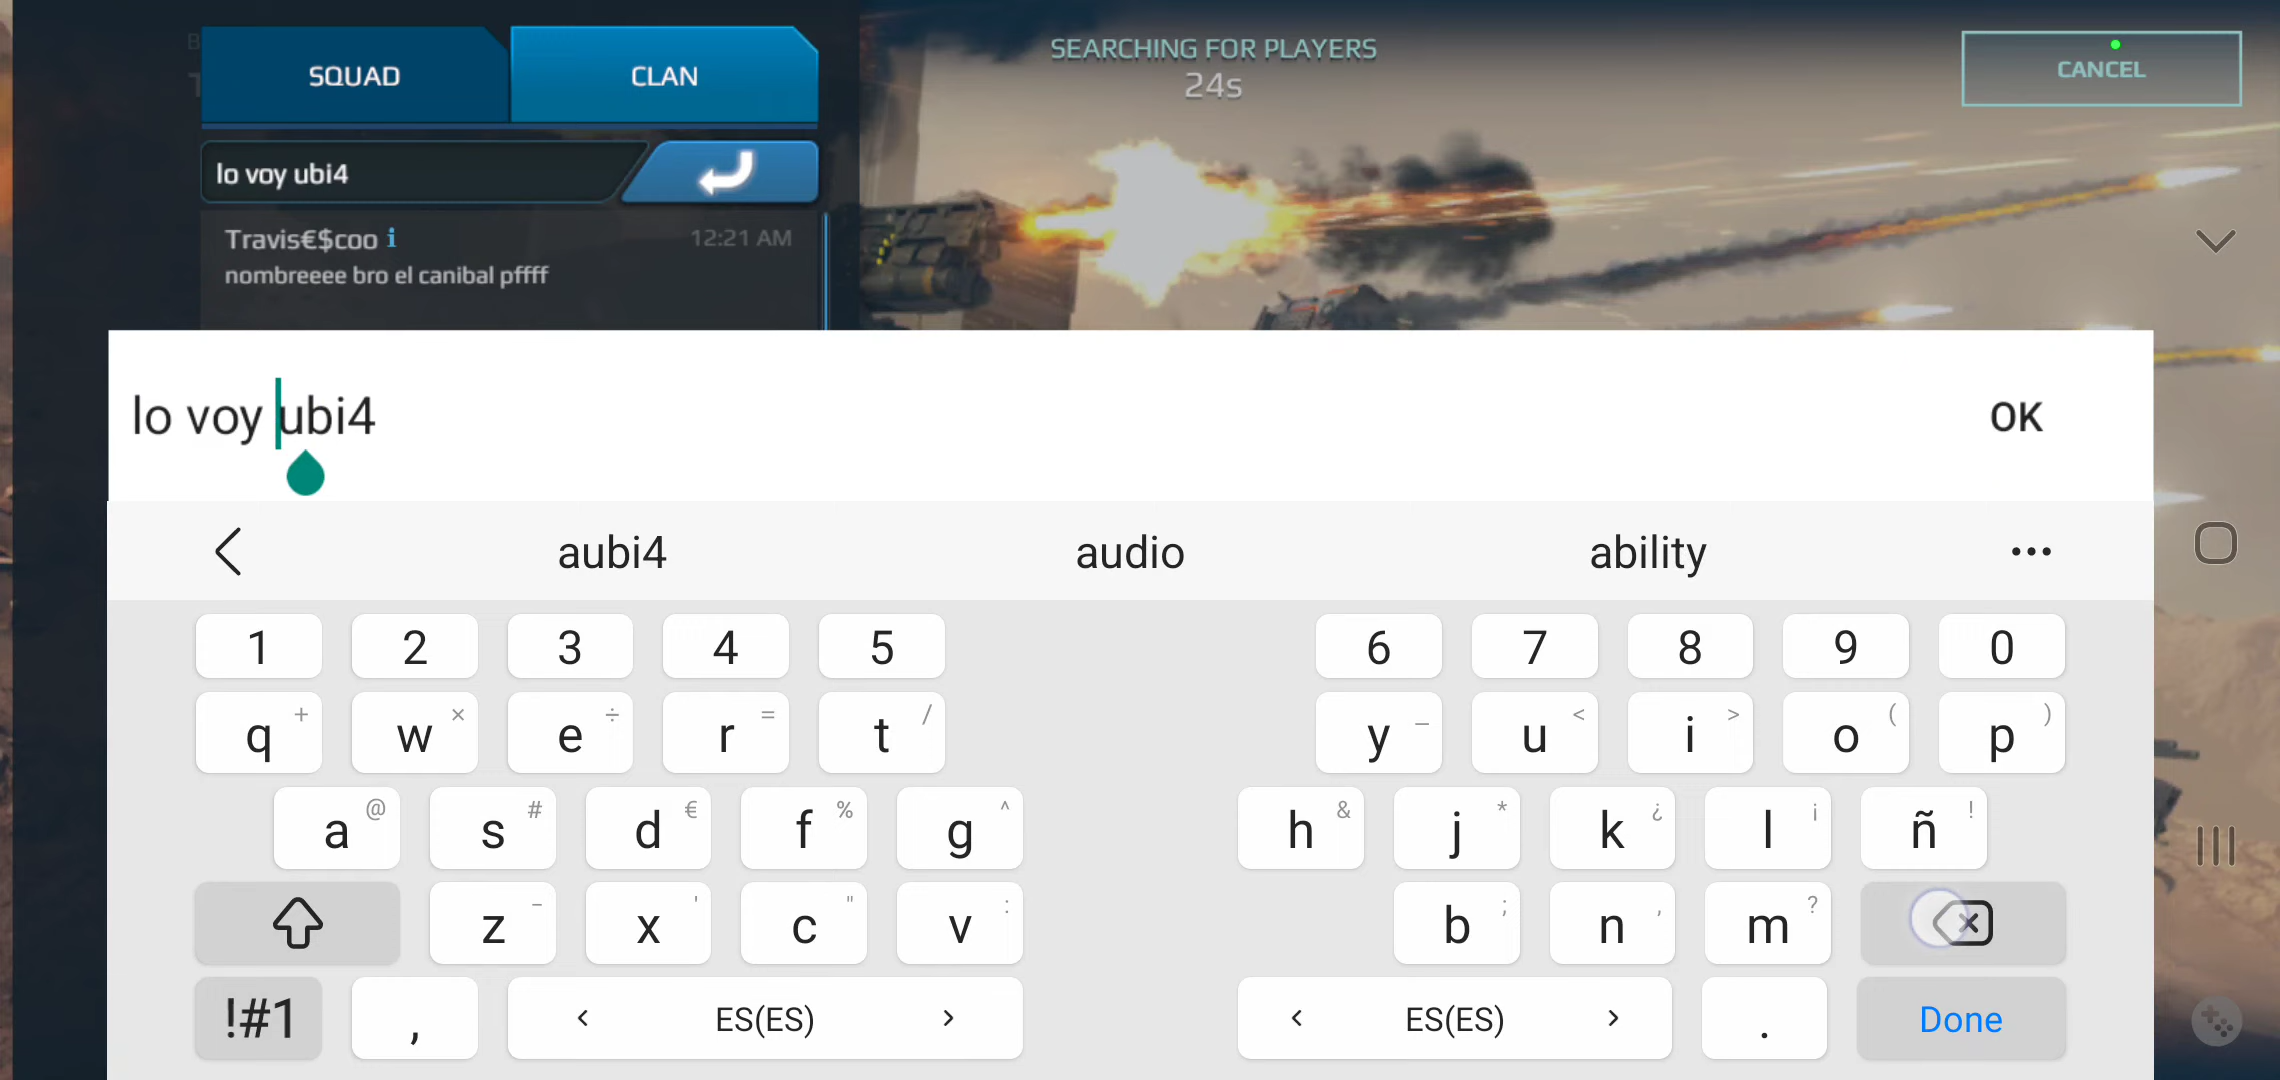 SQUAD
CLAN
SEARCHING FOR PLAYERS
24s
CANCEL
lo voy ubi4
Travis€$coo i
12:21 AM
nombreeee bro el canibal pffff
lo voy ubi4
OK
aubi4
audio
ability
1 2 3 4 5 6 7 8 9 0
q + w × e ÷ r = t / y _ u < i > o ( p )
a @ s # d € f % g ^ h & j * k ¿ l ¡ ñ !
z - x ' c " v : b ; n , m ?
!#1 , < ES(ES) > < ES(ES) > . Done